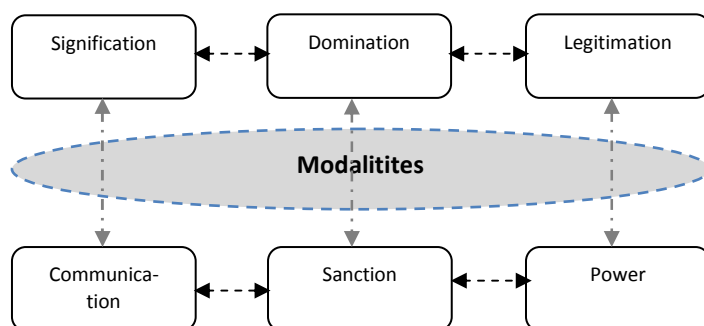 Signification
Domination
Legitimation
Modalitites
Communica-
tion
Sanction
Power